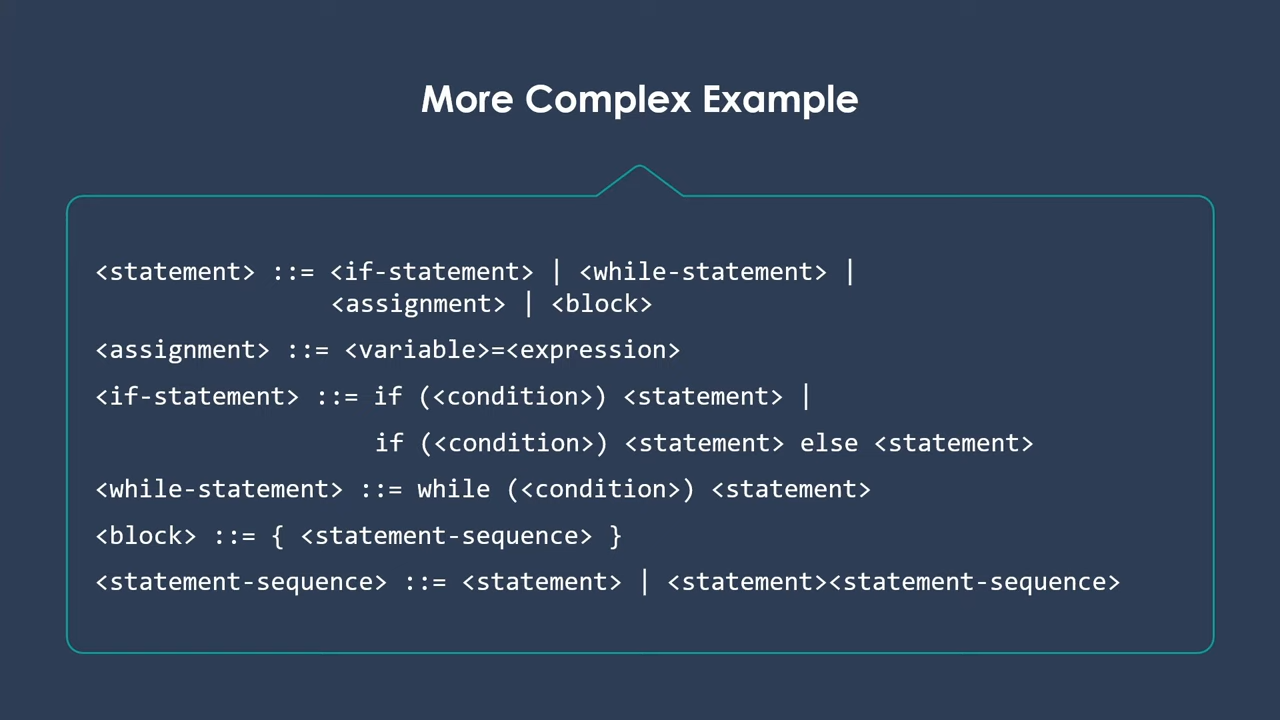 More Complex Example
<statement> ::= <if-statement> | <while-statement> |
<assignment> | <block>
<assignment> ::= <variable>=<expression>
<if-statement> ::= if (<condition>) <statement> |
if (<condition>) <statement> else <statement>
<while-statement> ::= while (<condition>) <statement>
<block> ::= { <statement-sequence> }
<statement-sequence> ::= <statement> | <statement><statement-sequence>